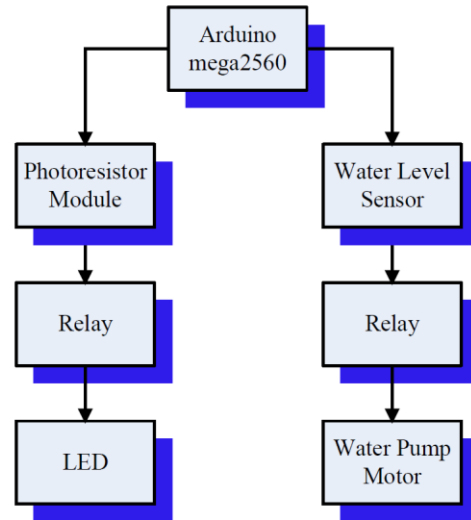 Arduino
mega2560
Photoresistor
Module
Water Level
Sensor
Relay
Relay
LED
Water Pump
Motor